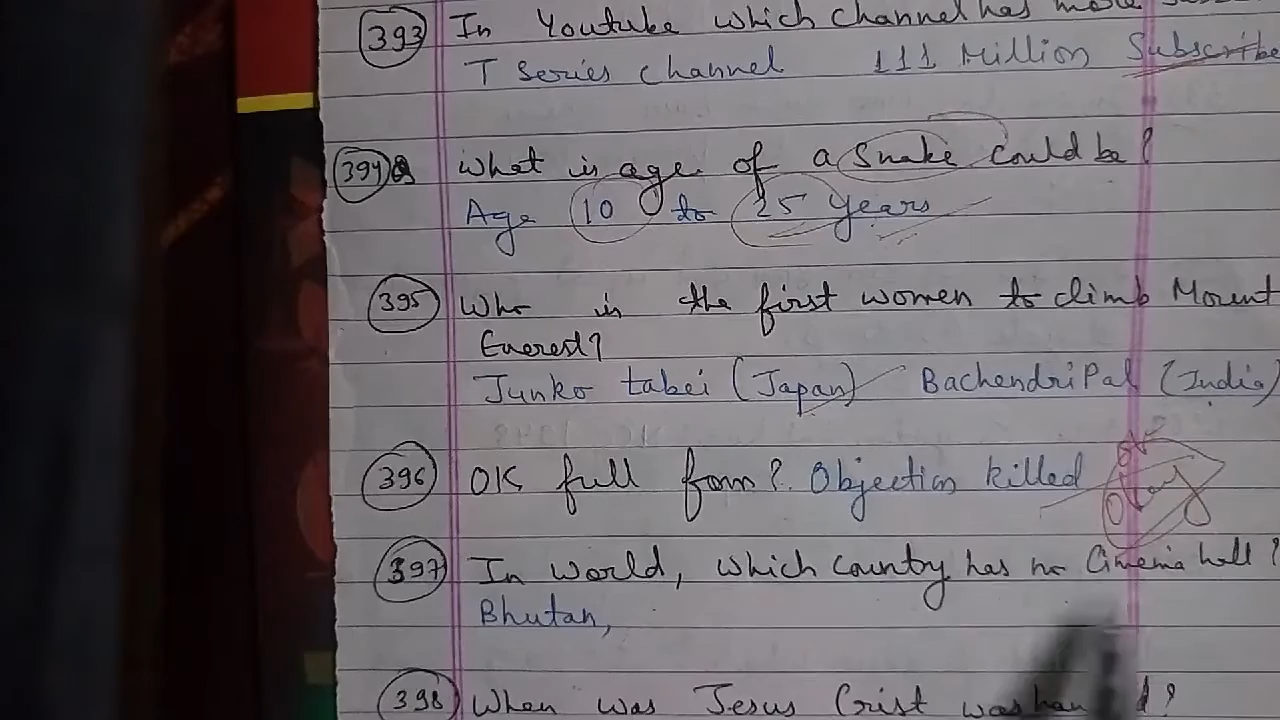 393 In Youtube which channel has more
T Series channel 111 Million Subscribe
394 Q What is age of a Snake could be?
Age 10 to 25 years
395 Who is the first women to climb Mount
Everest?
Junko tabei (Japan) Bachendri Pal (India)
396 OK full form? Objection killed
Okay
397 In World, which country has no Cinema hall?
Bhutan,
398 When was Jesus Crist was